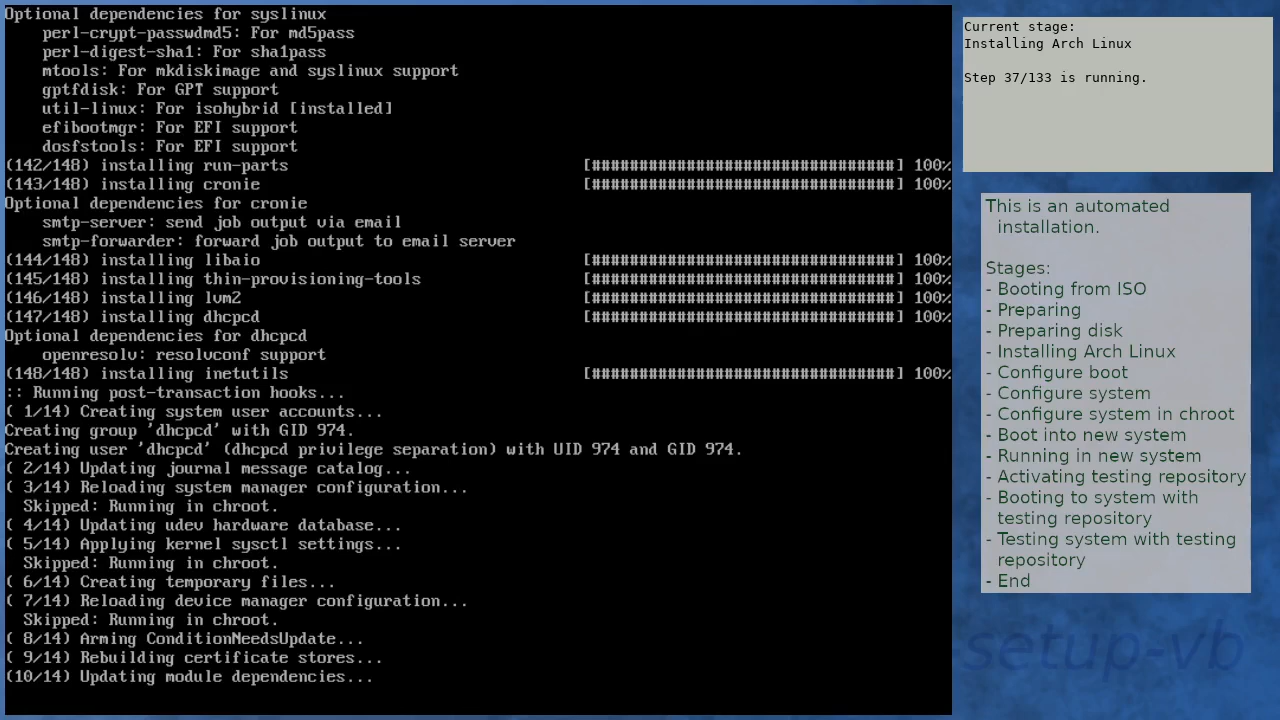 Optional dependencies for syslinux
    perl-crypt-passwdmd5: For md5pass
    perl-digest-sha1: For sha1pass
    mtools: For mkdiskimage and syslinux support
    gptfdisk: For GPT support
    util-linux: For isohybrid [installed]
    efibootmgr: For EFI support
    dosfstools: For EFI support
(142/148) installing run-parts [################################] 100%
(143/148) installing cronie [################################] 100%
Optional dependencies for cronie
    smtp-server: send job output via email
    smtp-forwarder: forward job output to email server
(144/148) installing libaio [################################] 100%
(145/148) installing thin-provisioning-tools [################################] 100%
(146/148) installing lvm2 [################################] 100%
(147/148) installing dhcpcd [################################] 100%
Optional dependencies for dhcpcd
    openresolv: resolvconf support
(148/148) installing inetutils [################################] 100%
:: Running post-transaction hooks...
( 1/14) Creating system user accounts...
Creating group 'dhcpcd' with GID 974.
Creating user 'dhcpcd' (dhcpcd privilege separation) with UID 974 and GID 974.
( 2/14) Updating journal message catalog...
( 3/14) Reloading system manager configuration...
  Skipped: Running in chroot.
( 4/14) Updating udev hardware database...
( 5/14) Applying kernel sysctl settings...
  Skipped: Running in chroot.
( 6/14) Creating temporary files...
( 7/14) Reloading device manager configuration...
  Skipped: Running in chroot.
( 8/14) Arming ConditionNeedsUpdate...
( 9/14) Rebuilding certificate stores...
(10/14) Updating module dependencies...
Current stage:
Installing Arch Linux
Step 37/133 is running.
This is an automated
installation.
Stages:
- Booting from ISO
- Preparing
- Preparing disk
- Installing Arch Linux
- Configure boot
- Configure system
- Configure system in chroot
- Boot into new system
- Running in new system
- Activating testing repository
- Booting to system with
testing repository
- Testing system with testing
repository
- End
-setup-vb